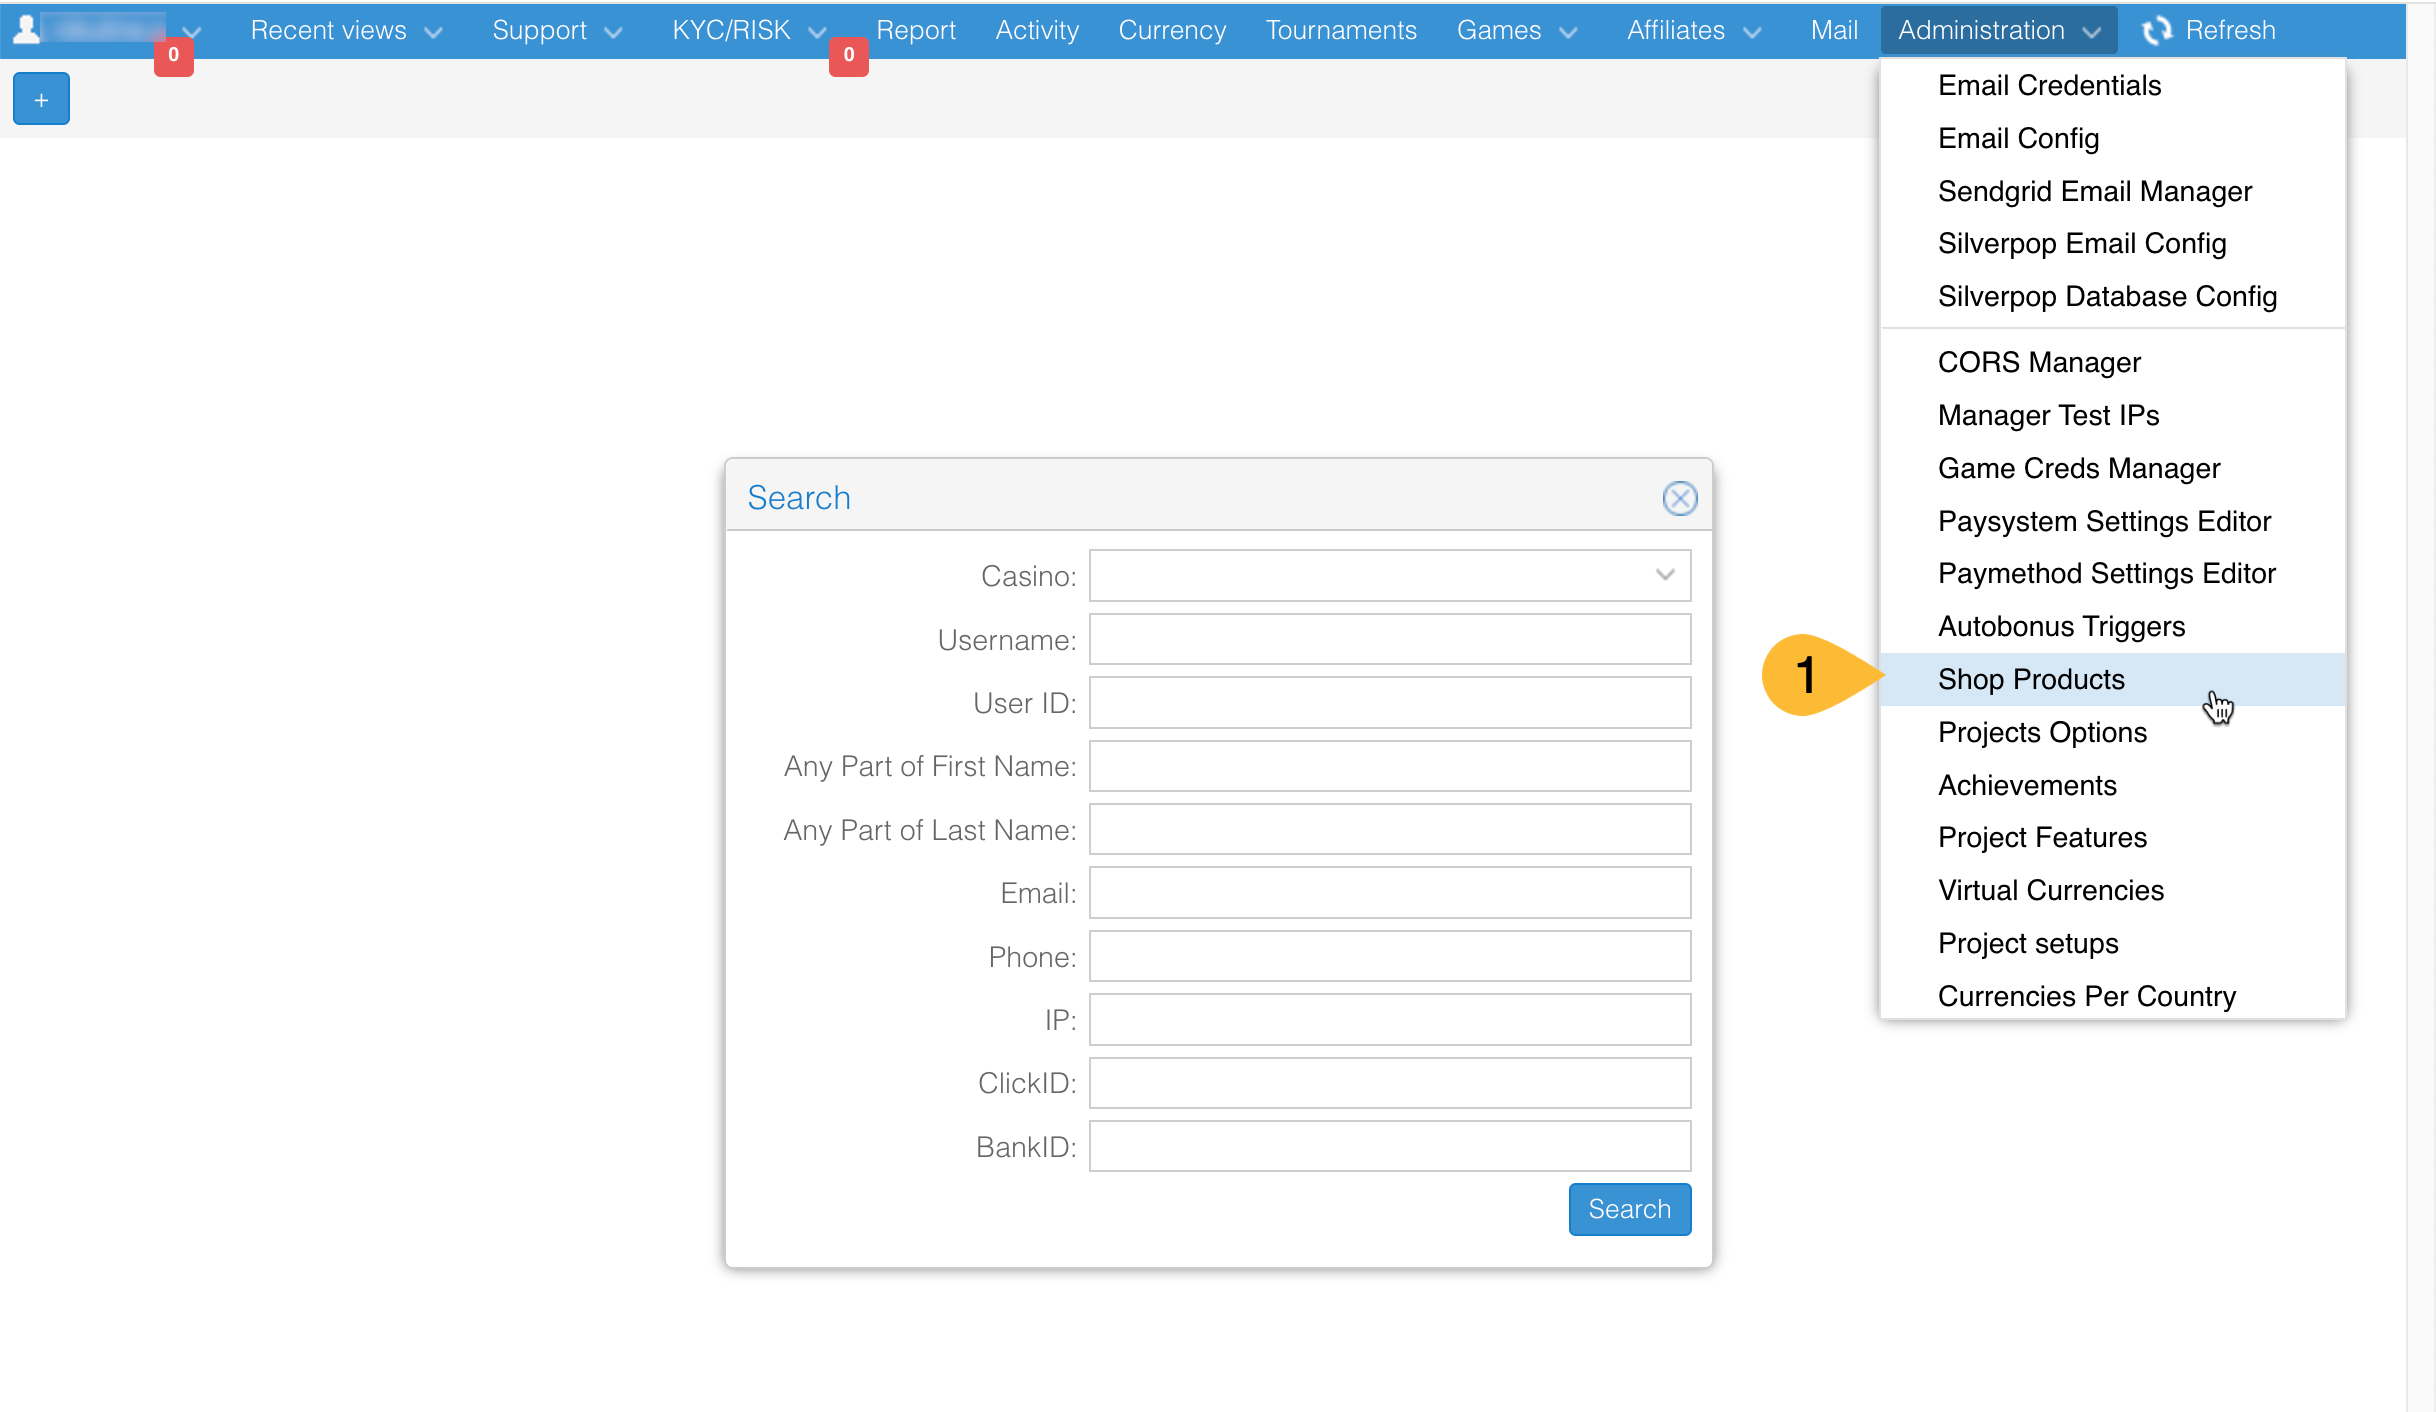 Recent views Support KYC/RISK Report Activity Currency Tournaments Games Affiliates Mail Administration Refresh
0 0
+
Email Credentials
Email Config
Sendgrid Email Manager
Silverpop Email Config
Silverpop Database Config
CORS Manager
Manager Test IPs
Game Creds Manager
Paysystem Settings Editor
Paymethod Settings Editor
Autobonus Triggers
1 Shop Products
Projects Options
Achievements
Project Features
Virtual Currencies
Project setups
Currencies Per Country
Search
Casino:
Username:
User ID:
Any Part of First Name:
Any Part of Last Name:
Email:
Phone:
IP:
ClickID:
BankID:
Search